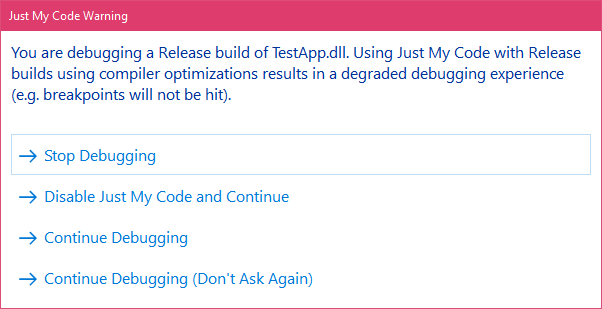 Just My Code Warning
You are debugging a Release build of TestApp.dll. Using Just My Code with Release
builds using compiler optimizations results in a degraded debugging experience
(e.g. breakpoints will not be hit).
Stop Debugging
Disable Just My Code and Continue
Continue Debugging
Continue Debugging (Don't Ask Again)